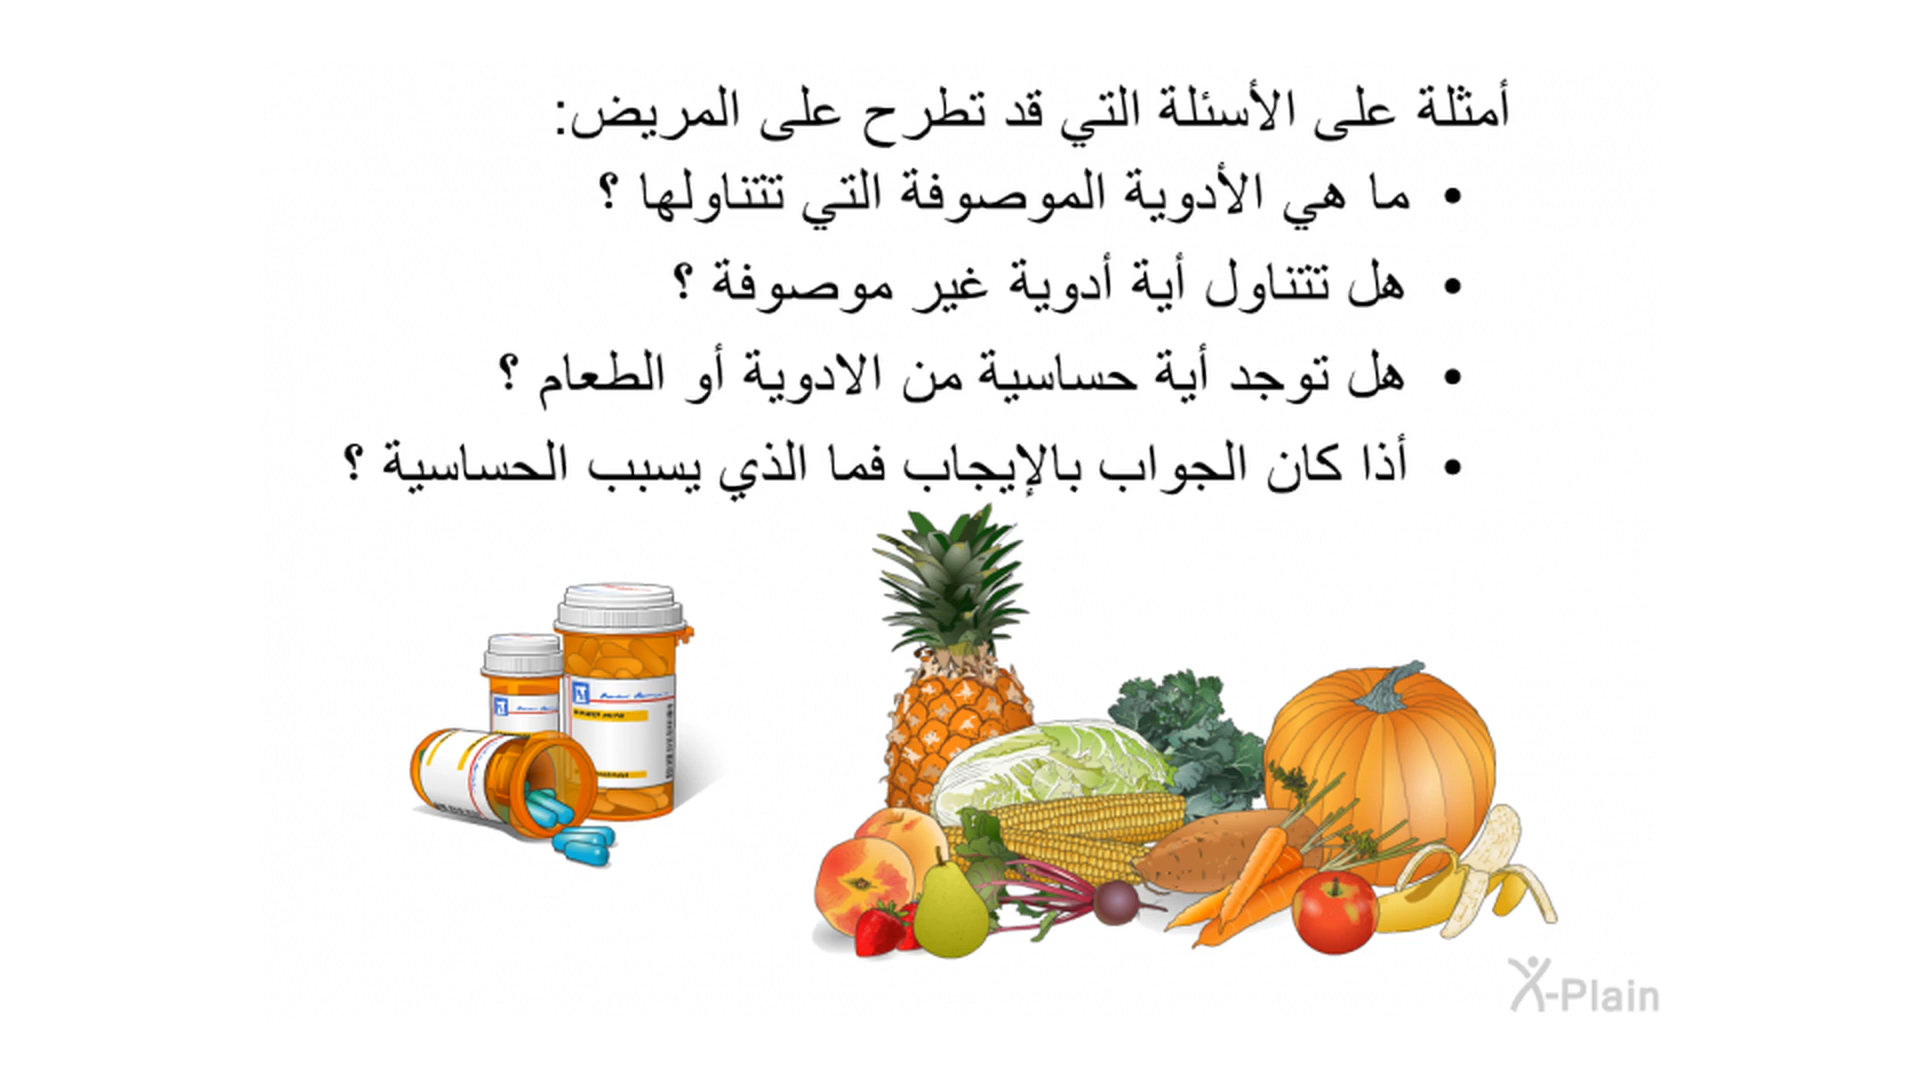 أمثلة على الأسئلة التي قد تطرح على المريض:
• ما هي الأدوية الموصوفة التي تتناولها ؟
• هل تتناول أية أدوية غير موصوفة ؟
• هل توجد أية حساسية من الادوية أو الطعام ؟
• أذا كان الجواب بالإيجاب فما الذي يسبب الحساسية ؟
X-Plain